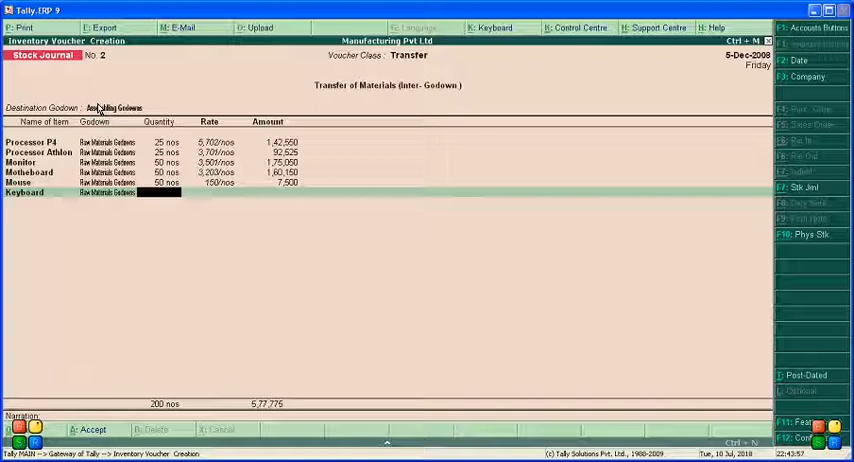 Tally.ERP 9
P: Print E: Export M: E-Mail O: Upload G: Language K: Keyboard K: Control Centre H: Support Centre H: Help F1: Accounts Buttons
Inventory Voucher Creation Manufacturing Pvt Ltd Ctrl + M
Stock Journal No. 2 Voucher Class : Transfer 5-Dec-2008
Friday
F2: Date
F3: Company
Transfer of Materials (Inter- Godown )
Destination Godown : Godowns
Name of Item Godown Quantity Rate Amount
Processor P4 Raw Materials Godowns 25 nos 5,702/nos 1,42,550
Processor Athlon Raw Materials Godowns 25 nos 3,701/nos 92,525
Monitor Raw Materials Godowns 50 nos 3,501/nos 1,75,050
Motheboard Raw Materials Godowns 50 nos 3,203/nos 1,60,150
Mouse Raw Materials Godowns 50 nos 150/nos 7,500
Keyboard Raw Materials Godowns
F7: Stk Jrnl
F10: Phys Stk
T: Post-Dated
200 nos 5,77,775
Narration:
A: Accept D: Delete X: Cancel
F11:
F12:
Ctrl + N
Tally MAIN --> Gateway of Tally --> Inventory Voucher Creation (c) Tally Solutions Pvt. Ltd., 1988-2009 Tue, 10 Jul, 2018 22:43:57